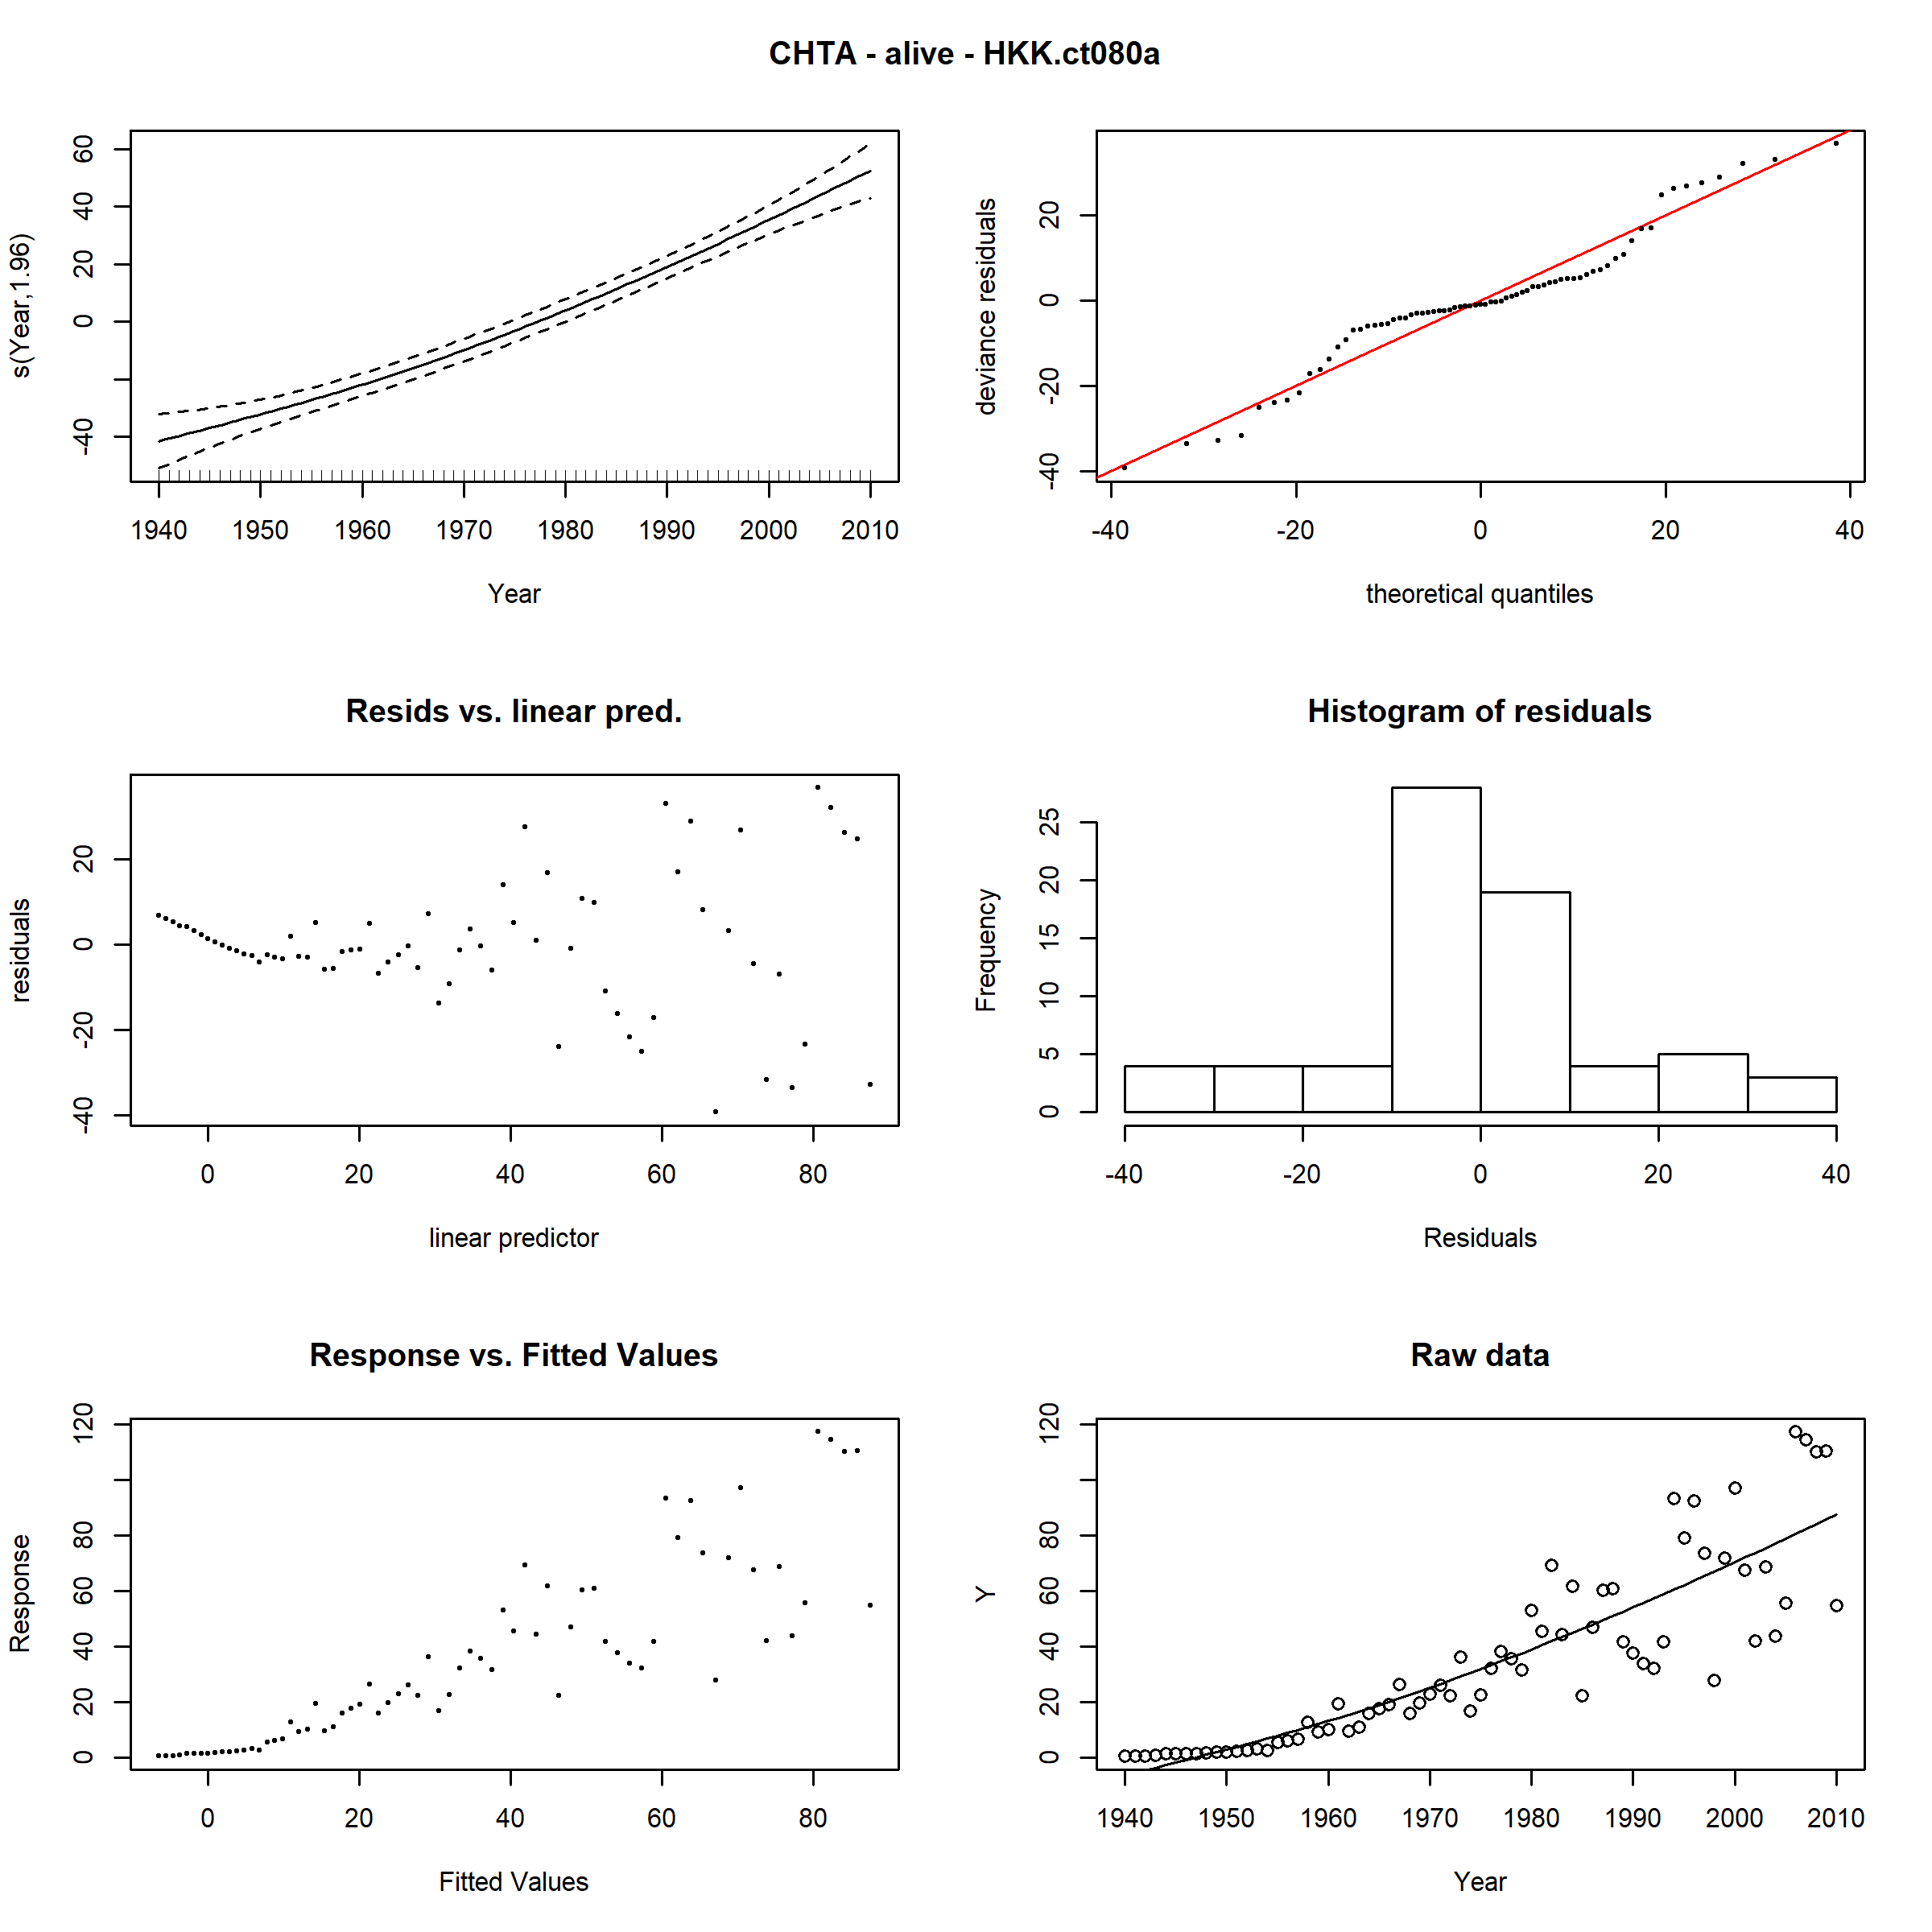 CHTA - alive - HKK.ct080a
s(Year,1.96)
60
40
20
0
-40
1940 1950 1960 1970 1980 1990 2000 2010
Year
deviance residuals
20
0
-20
-40
-40 -20 0 20 40
theoretical quantiles
Resids vs. linear pred.
residuals
20
0
-20
-40
0 20 40 60 80
linear predictor
Histogram of residuals
Frequency
25
20
15
10
5
0
-40 -20 0 20 40
Residuals
Response vs. Fitted Values
Response
120
80
60
40
20
0
0 20 40 60 80
Fitted Values
Raw data
Y
120
80
60
40
20
0
1940 1950 1960 1970 1980 1990 2000 2010
Year